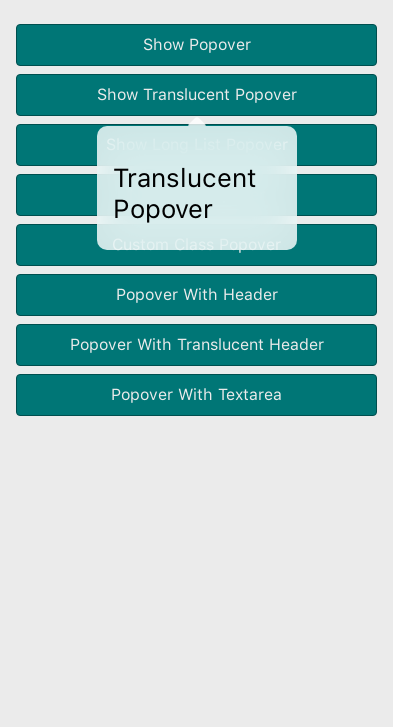 Show Popover
Show Translucent Popover
Show Long List Popover
Translucent
Popover
Custom Class Popover
Popover With Header
Popover With Translucent Header
Popover With Textarea